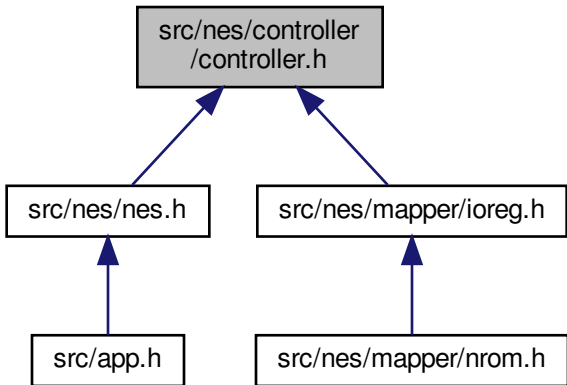 src/nes/controller
/controller.h
src/nes/nes.h
src/nes/mapper/ioreg.h
src/app.h
src/nes/mapper/nrom.h